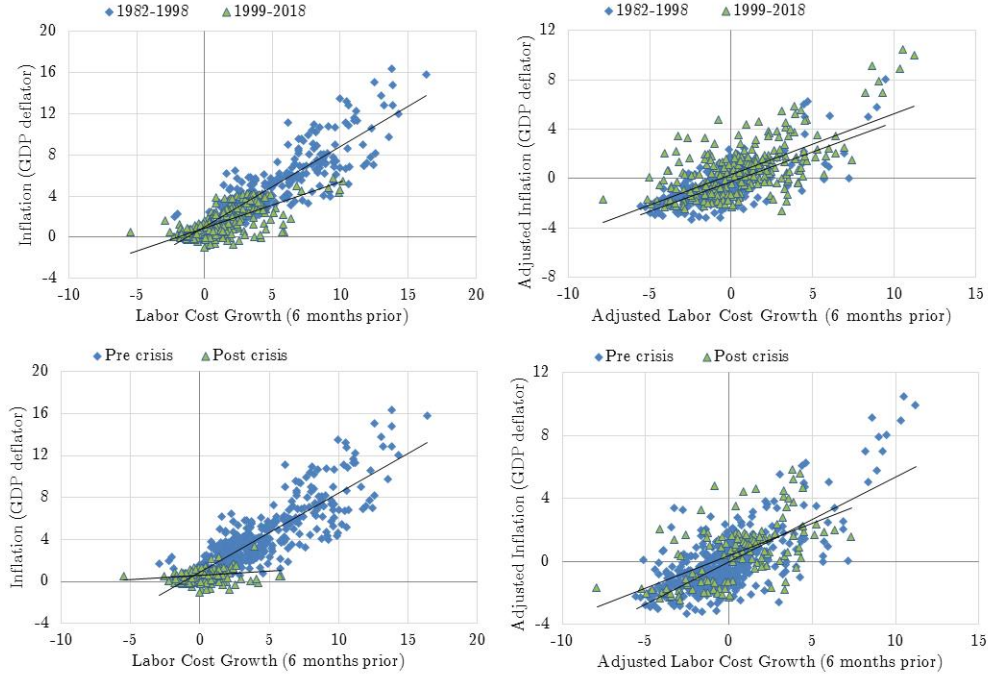 1982-1998 1999-2018
20
16
12
8
4
0
-4
-10 -5 0 5 10 15 20
Inflation (GDP deflator)
Labor Cost Growth (6 months prior)
1982-1998 1999-2018
12
8
4
0
-4
-8
-10 -5 0 5 10 15
Adjusted Inflation (GDP deflator)
Adjusted Labor Cost Growth (6 months prior)
Pre crisis Post crisis
20
16
12
8
4
0
-4
-10 -5 0 5 10 15 20
Inflation (GDP deflator)
Labor Cost Growth (6 months prior)
Pre crisis Post crisis
12
8
4
0
-4
-10 -5 0 5 10 15
Adjusted Inflation (GDP deflator)
Adjusted Labor Cost Growth (6 months prior)